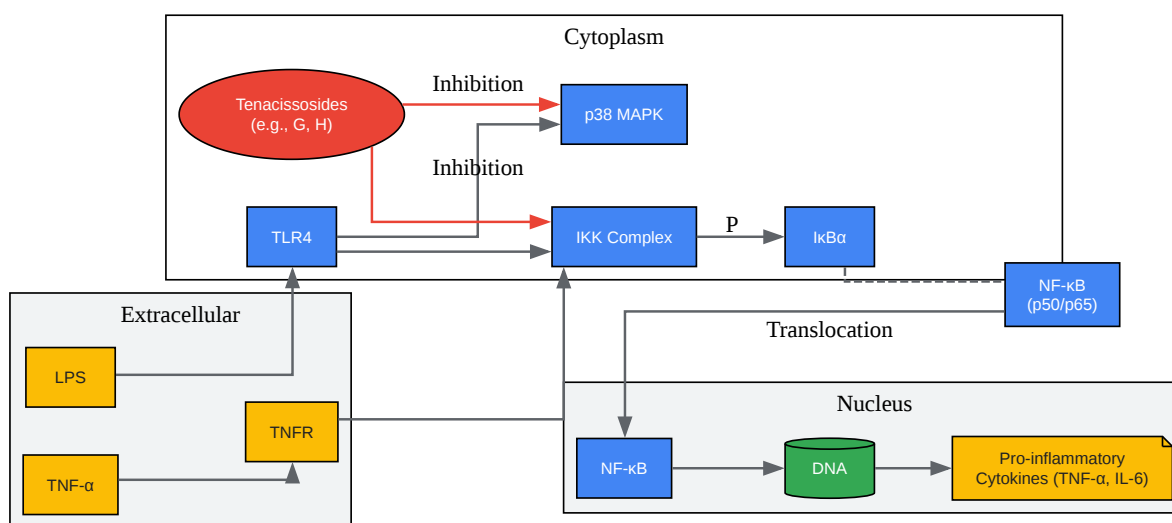 Cytoplasm
Inhibition
Tenacissosides
(e.g., G, H)
p38 MAPK
Inhibition
TLR4
IKK Complex
P
IκBα
NF-κB
(p50/p65)
Extracellular
Translocation
LPS
TNFR
TNF-α
Nucleus
NF-κB
DNA
Pro-inflammatory
Cytokines (TNF-α, IL-6)